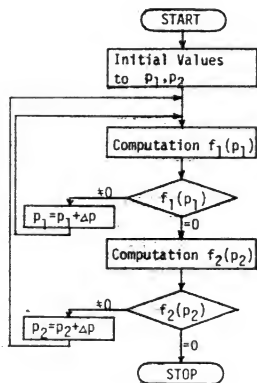 START
Initial Values
to p₁,p₂
Computation f₁(p₁)
f₁(p₁)
≠0
p₁=p₁+Δp
=0
Computation f₂(p₂)
f₂(p₂)
≠0
p₂=p₂+Δp
=0
STOP